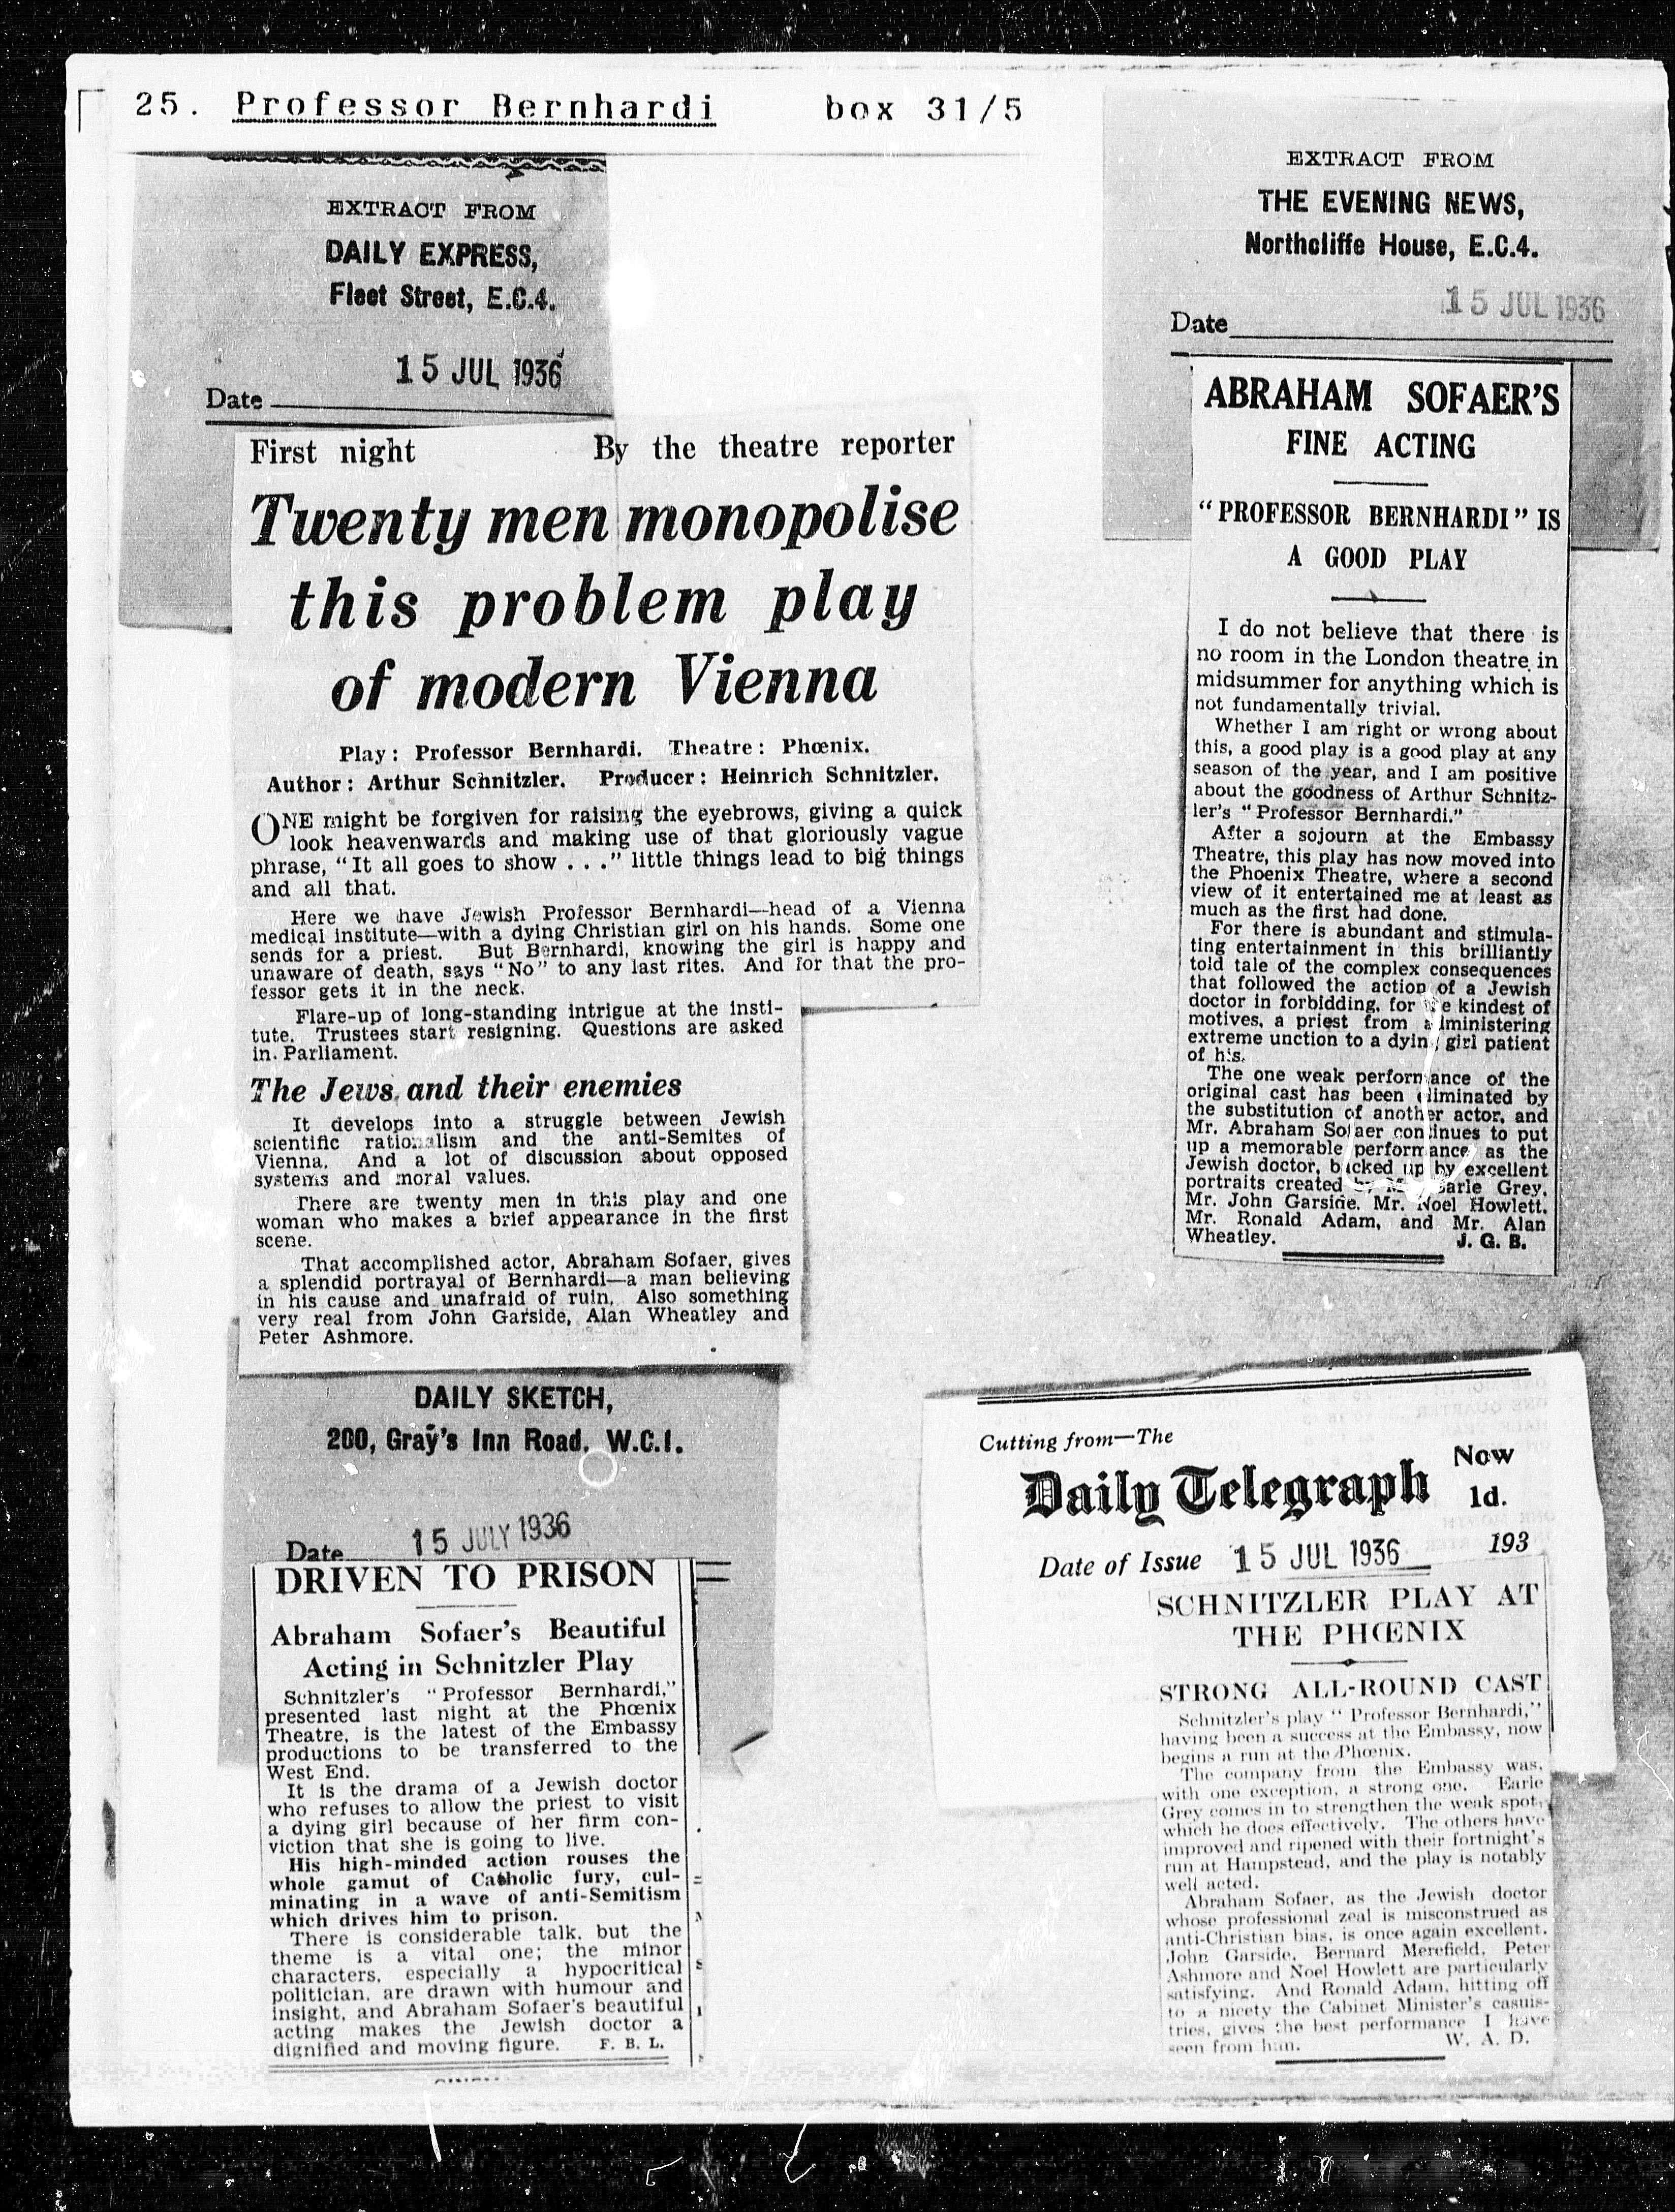 25. Professor Bernhardi box 31/5
EXTRACT FROM
DAILY EXPRESS,
Fleet Street, E.C.4.
15 JUL 1936
Date
First night By the theatre reporter
Twenty men monopolise
this problem play
of modern Vienna
Play: Professor Bernhardi. Theatre: Phœnix.
Author: Arthur Schnitzler. Producer: Heinrich Schnitzler.
ONE might be forgiven for raising the eyebrows, giving a quick
look heavenwards and making use of that gloriously vague
phrase, “It all goes to show . . .” little things lead to big things
and all that.
Here we have Jewish Professor Bernhardi—head of a Vienna
medical institute—with a dying Christian girl on his hands. Some one
sends for a priest. But Bernhardi, knowing the girl is happy and
unaware of death, says “No” to any last rites. And for that the pro-
fessor gets it in the neck.
Flare-up of long-standing intrigue at the insti-
tute. Trustees start resigning. Questions are asked
in Parliament.
The Jews and their enemies
It develops into a struggle between Jewish
scientific rationalism and the anti-Semites of
Vienna. And a lot of discussion about opposed
systems and moral values.
There are twenty men in this play and one
woman who makes a brief appearance in the first
scene.
That accomplished actor, Abraham Sofaer, gives
a splendid portrayal of Bernhardi—a man believing
in his cause and unafraid of ruin. Also something
very real from John Garside, Alan Wheatley and
Peter Ashmore.
DAILY SKETCH,
200, Gray's Inn Road, W.C.1.
Date 15 JULY 1936
DRIVEN TO PRISON
Abraham Sofaer's Beautiful
Acting in Schnitzler Play
Schnitzler's “Professor Bernhardi,”
presented last night at the Phœnix
Theatre, is the latest of the Embassy
productions to be transferred to the
West End.
It is the drama of a Jewish doctor
who refuses to allow the priest to visit
a dying girl because of her firm con-
viction that she is going to live.
His high-minded action rouses the
whole gamut of Catholic fury, cul-
minating in a wave of anti-Semitism
which drives him to prison.
There is considerable talk, but the
theme is a vital one; the minor
characters, especially a hypocritical
politician, are drawn with humour and
insight, and Abraham Sofaer's beautiful
acting makes the Jewish doctor a
dignified and moving figure. F. B. L.
EXTRACT FROM
THE EVENING NEWS,
Northcliffe House, E.C.4.
15 JUL 1936
Date
ABRAHAM SOFAER'S
FINE ACTING
“PROFESSOR BERNHARDI” IS
A GOOD PLAY
I do not believe that there is
no room in the London theatre in
midsummer for anything which is
not fundamentally trivial.
Whether I am right or wrong about
this, a good play is a good play at any
season of the year, and I am positive
about the goodness of Arthur Schnitz-
ler's “Professor Bernhardi.”
After a sojourn at the Embassy
Theatre, this play has now moved into
the Phoenix Theatre, where a second
view of it entertained me at least as
much as the first had done.
For there is abundant and stimula-
ting entertainment in this brilliantly
told tale of the complex consequences
that followed the action of a Jewish
doctor in forbidding, for the kindest of
motives, a priest from administering
extreme unction to a dying girl patient
of his.
The one weak performance of the
original cast has been eliminated by
the substitution of another actor, and
Mr. Abraham Sofaer continues to put
up a memorable performance as the
Jewish doctor, backed up by excellent
portraits created by Mr. Earle Grey,
Mr. John Garside, Mr. Noel Howlett,
Mr. Ronald Adam, and Mr. Alan
Wheatley. J. G. B.
Cutting from—The
Daily Telegraph Now
1d.
Date of Issue 15 JUL 1936 193
SCHNITZLER PLAY AT
THE PHŒNIX
STRONG ALL-ROUND CAST
Schnitzler's play “Professor Bernhardi,”
having been a success at the Embassy, now
begins a run at the Phœnix.
The company from the Embassy was,
with one exception, a strong one. Earle
Grey comes in to strengthen the weak spot,
which he does effectively. The others have
improved and ripened with their fortnight's
run at Hampstead, and the play is notably
well acted.
Abraham Sofaer, as the Jewish doctor
whose professional zeal is misconstrued as
anti-Christian bias, is once again excellent.
John Garside, Bernard Merefield, Peter
Ashmore and Noel Howlett are particularly
satisfying. And Ronald Adam, hitting off
to a nicety the Cabinet Minister's casuis-
tries, gives the best performance I have
seen from him. W. A. D.